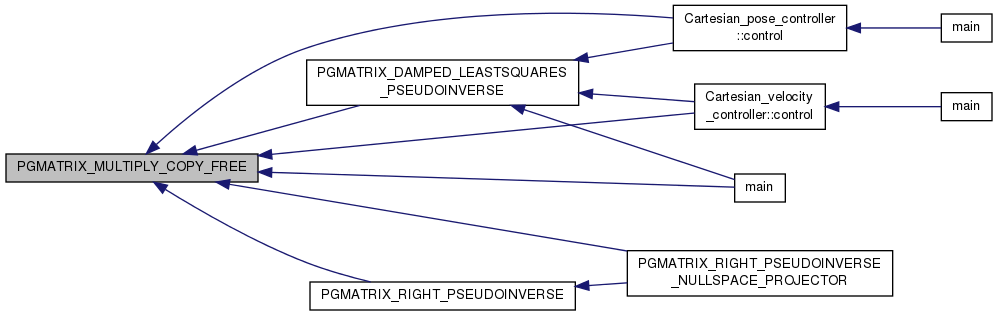 Cartesian_pose_controller
::control
main
PGMATRIX_DAMPED_LEASTSQUARES
_PSEUDOINVERSE
Cartesian_velocity
_controller::control
main
PGMATRIX_MULTIPLY_COPY_FREE
main
PGMATRIX_RIGHT_PSEUDOINVERSE
_NULLSPACE_PROJECTOR
PGMATRIX_RIGHT_PSEUDOINVERSE